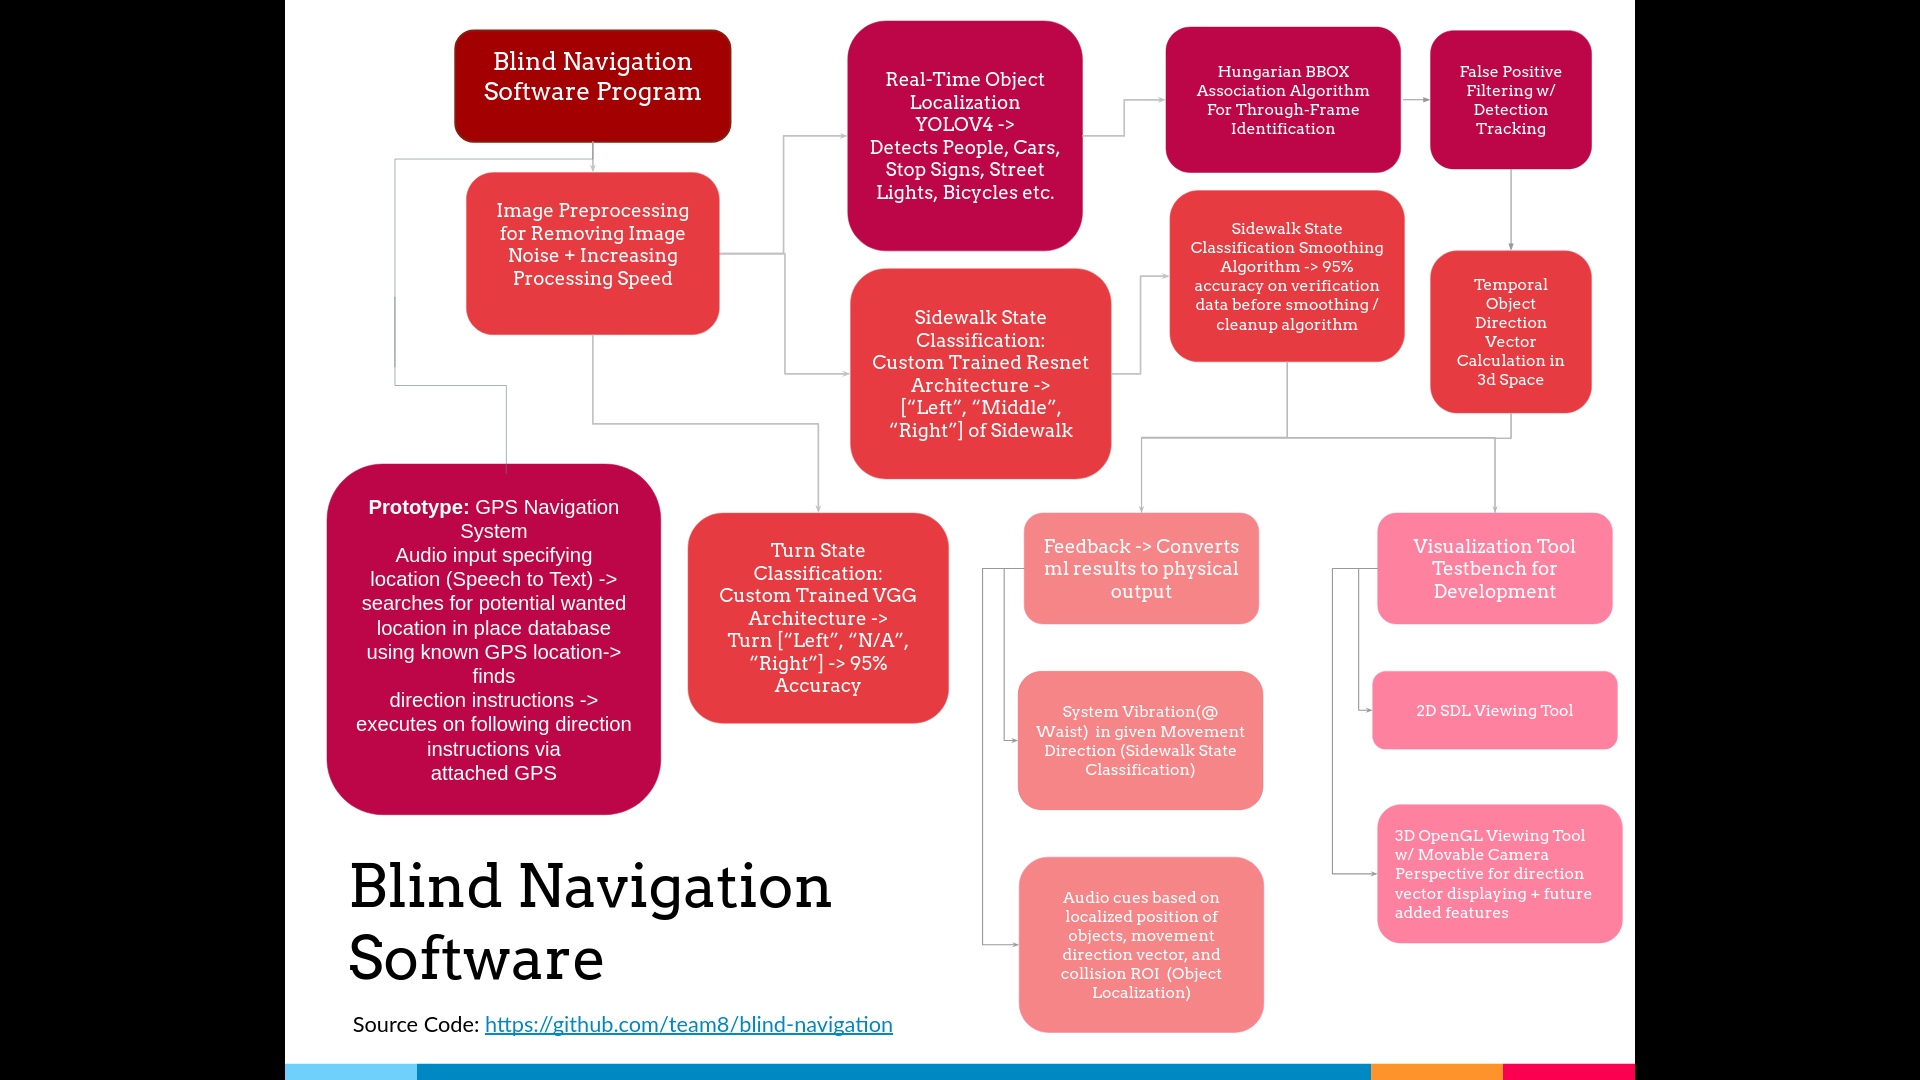 Blind Navigation
Software Program
Image Preprocessing
for Removing Image
Noise + Increasing
Processing Speed
Real-Time Object
Localization
YOLOV4 ->
Detects People, Cars,
Stop Signs, Street
Lights, Bicycles etc.
Hungarian BBOX
Association Algorithm
For Through-Frame
Identification
False Positive
Filtering w/
Detection
Tracking
Sidewalk State
Classification:
Custom Trained Resnet
Architecture ->
[“Left”, “Middle”,
“Right”] of Sidewalk
Sidewalk State
Classification Smoothing
Algorithm -> 95%
accuracy on verification
data before smoothing /
cleanup algorithm
Temporal
Object
Direction
Vector
Calculation in
3d Space
Prototype: GPS Navigation
System
Audio input specifying
location (Speech to Text) ->
searches for potential wanted
location in place database
using known GPS location->
finds
direction instructions ->
executes on following direction
instructions via
attached GPS
Turn State
Classification:
Custom Trained VGG
Architecture ->
Turn [“Left”, “N/A”,
“Right”] -> 95%
Accuracy
Feedback -> Converts
ml results to physical
output
System Vibration(@
Waist)  in given Movement
Direction (Sidewalk State
Classification)
Audio cues based on
localized position of
objects, movement
direction vector, and
collision ROI  (Object
Localization)
Visualization Tool
Testbench for
Development
2D SDL Viewing Tool
3D OpenGL Viewing Tool
w/ Movable Camera
Perspective for direction
vector displaying + future
added features
Blind Navigation
Software
Source Code: https://github.com/team8/blind-navigation